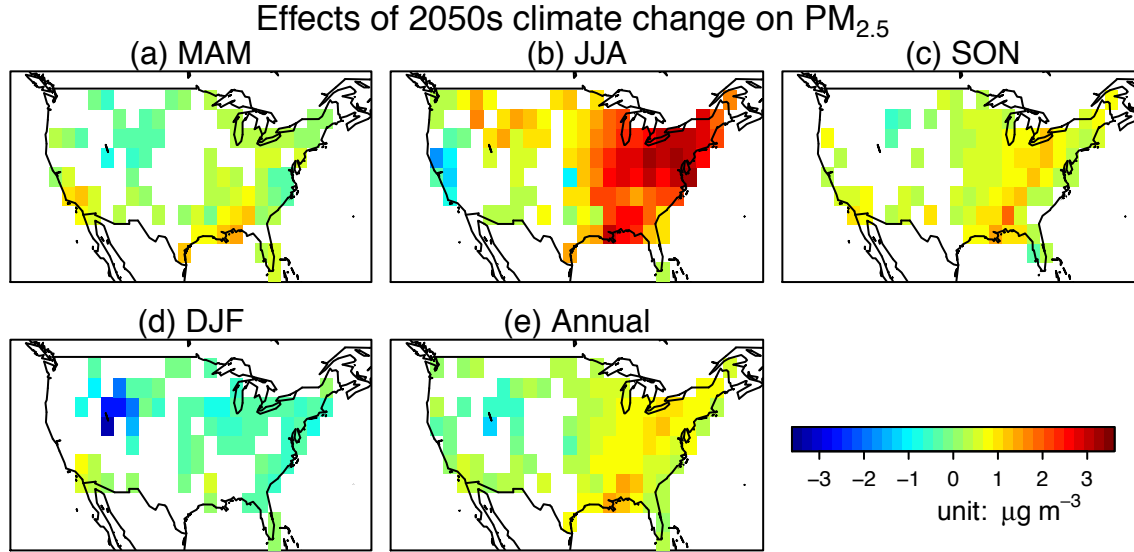 Effects of 2050s climate change on PM₂.₅
(a) MAM
(b) JJA
(c) SON
(d) DJF
(e) Annual
−3 −2 −1 0 1 2 3
unit: μg m⁻³